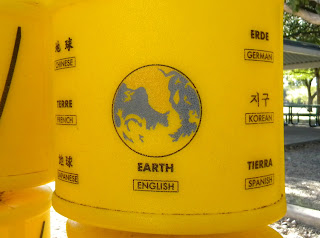 地球
CHINESE
TERRE
FRENCH
地球
JAPANESE
EARTH
ENGLISH
ERDE
GERMAN
지구
KOREAN
TIERRA
SPANISH